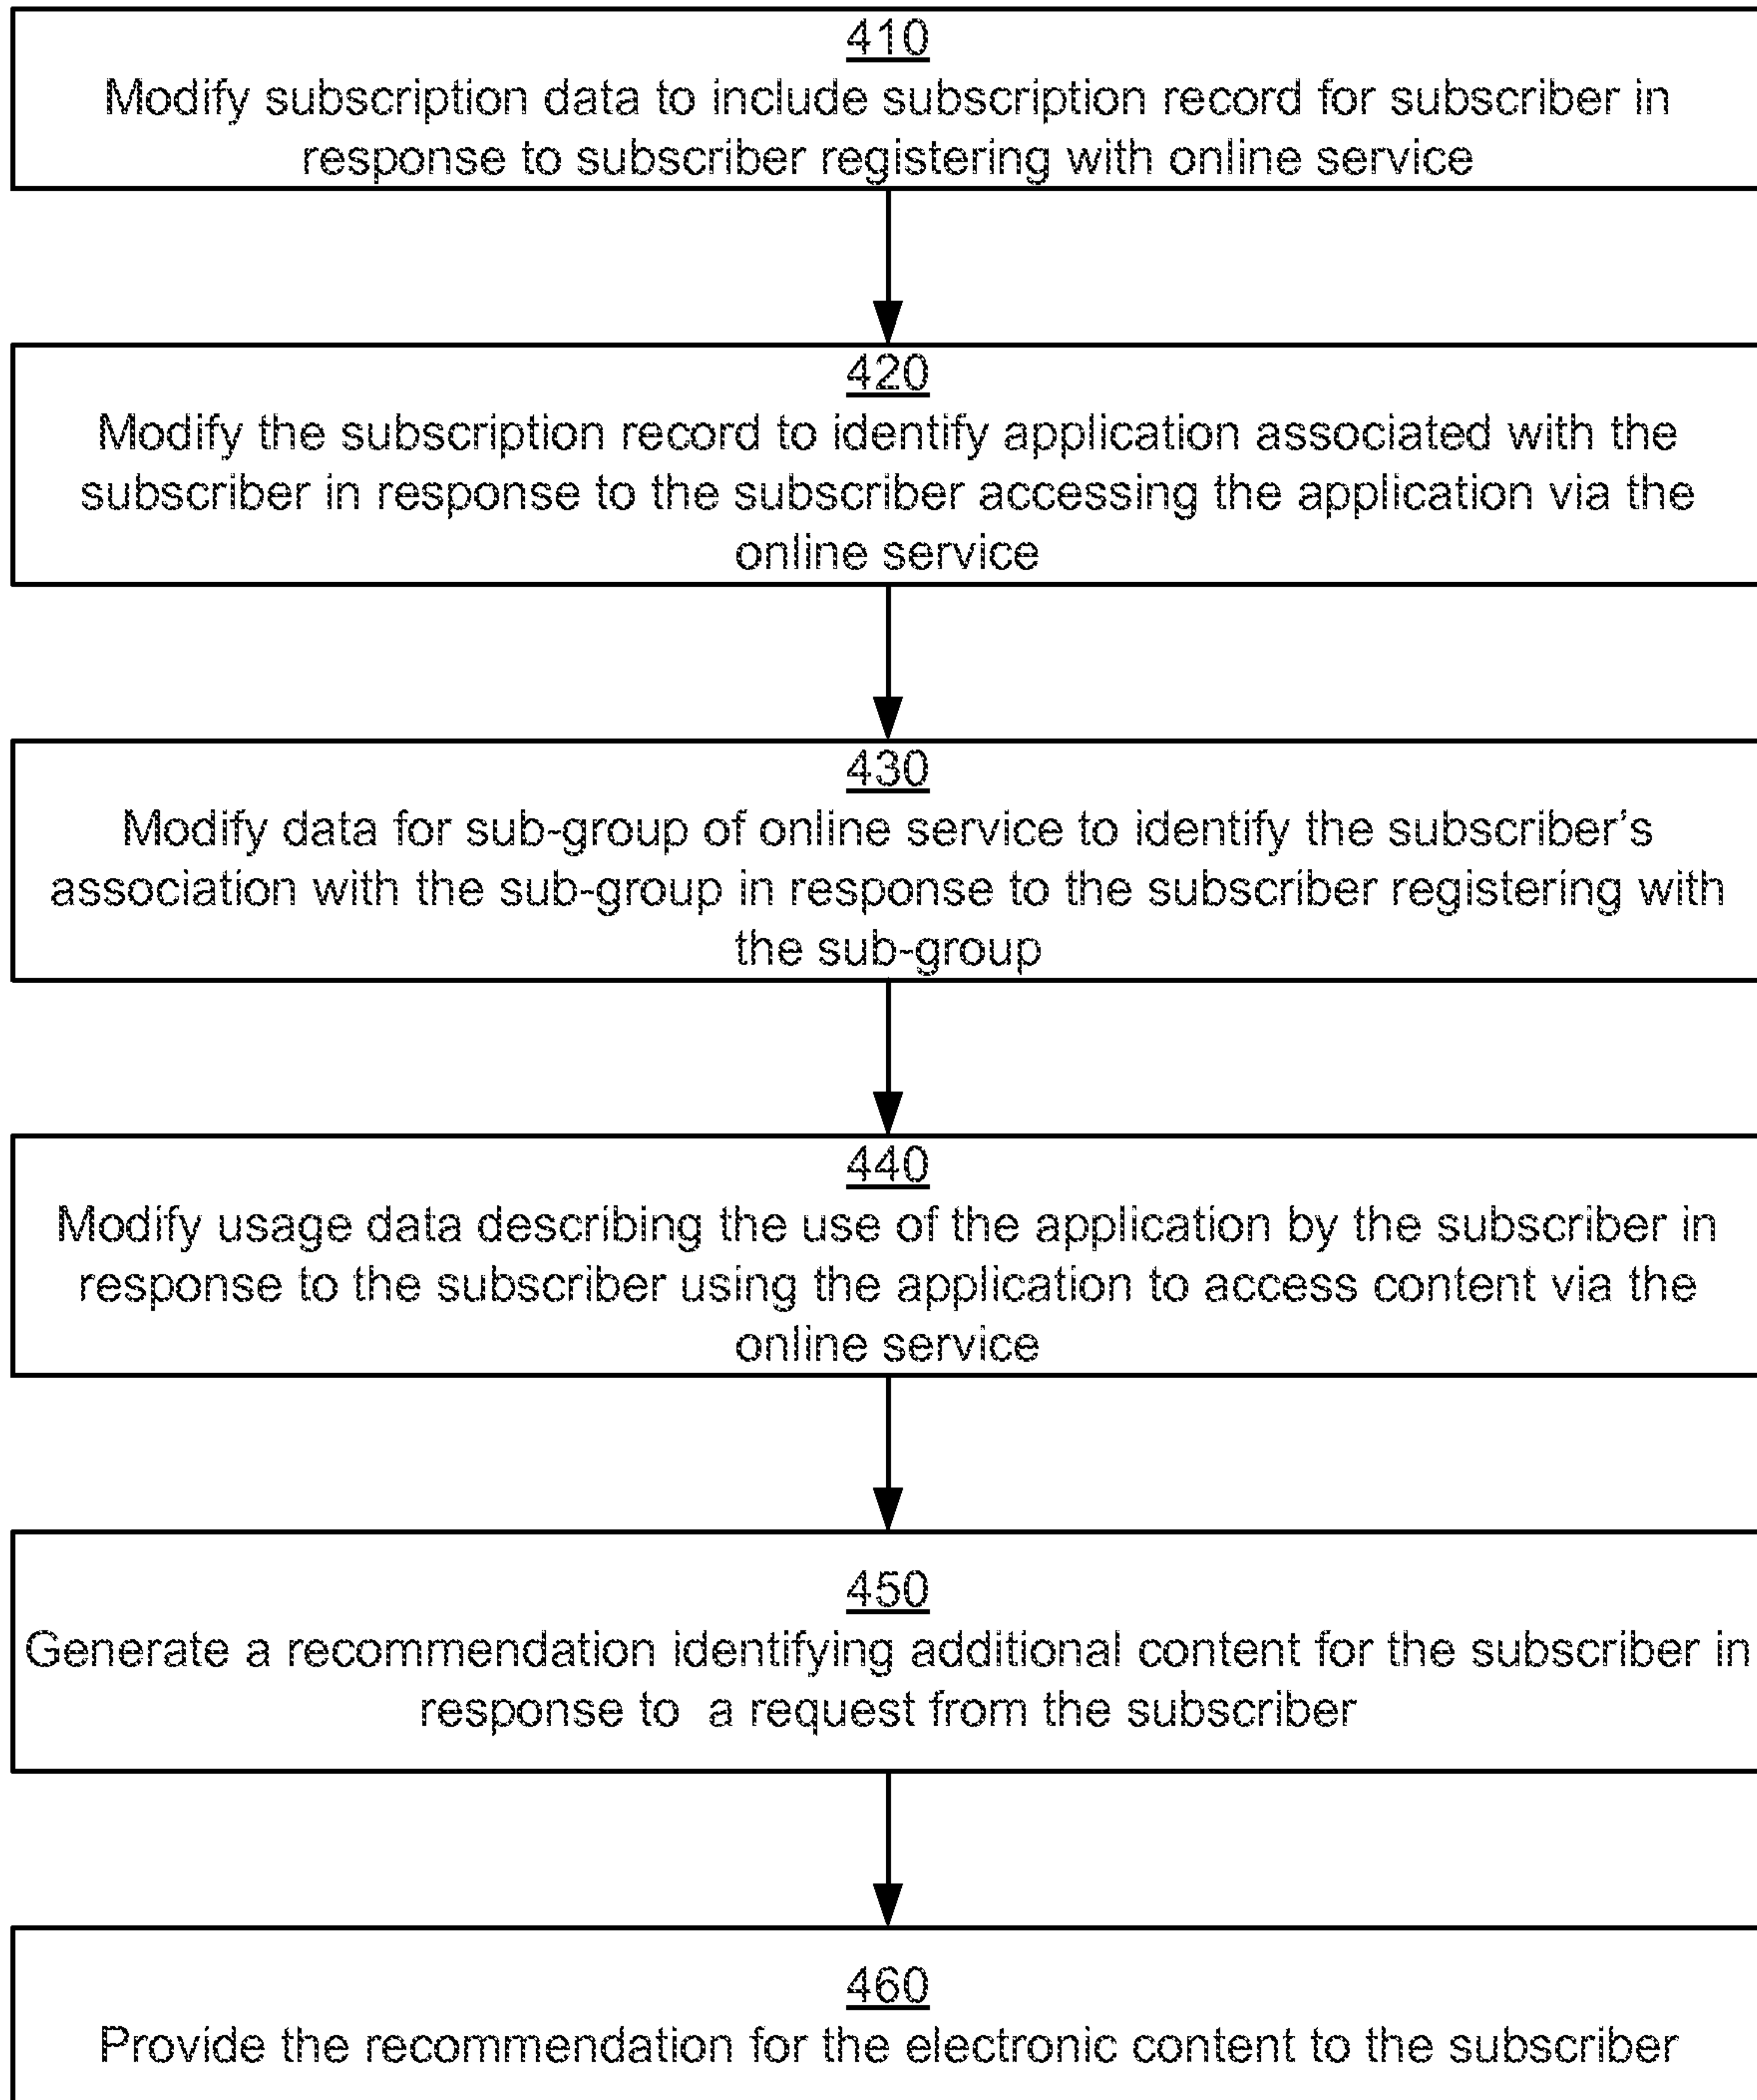 410
Modify subscription data to include subscription record for subscriber in
response to subscriber registering with online service
420
Modify the subscription record to identify application associated with the
subscriber in response to the subscriber accessing the application via the
online service
430
Modify data for sub-group of online service to identify the subscriber's
association with the sub-group in response to the subscriber registering with
the sub-group
440
Modify usage data describing the use of the application by the subscriber in
response to the subscriber using the application to access content via the
online service
450
Generate a recommendation identifying additional content for the subscriber in
response to a request from the subscriber
460
Provide the recommendation for the electronic content to the subscriber